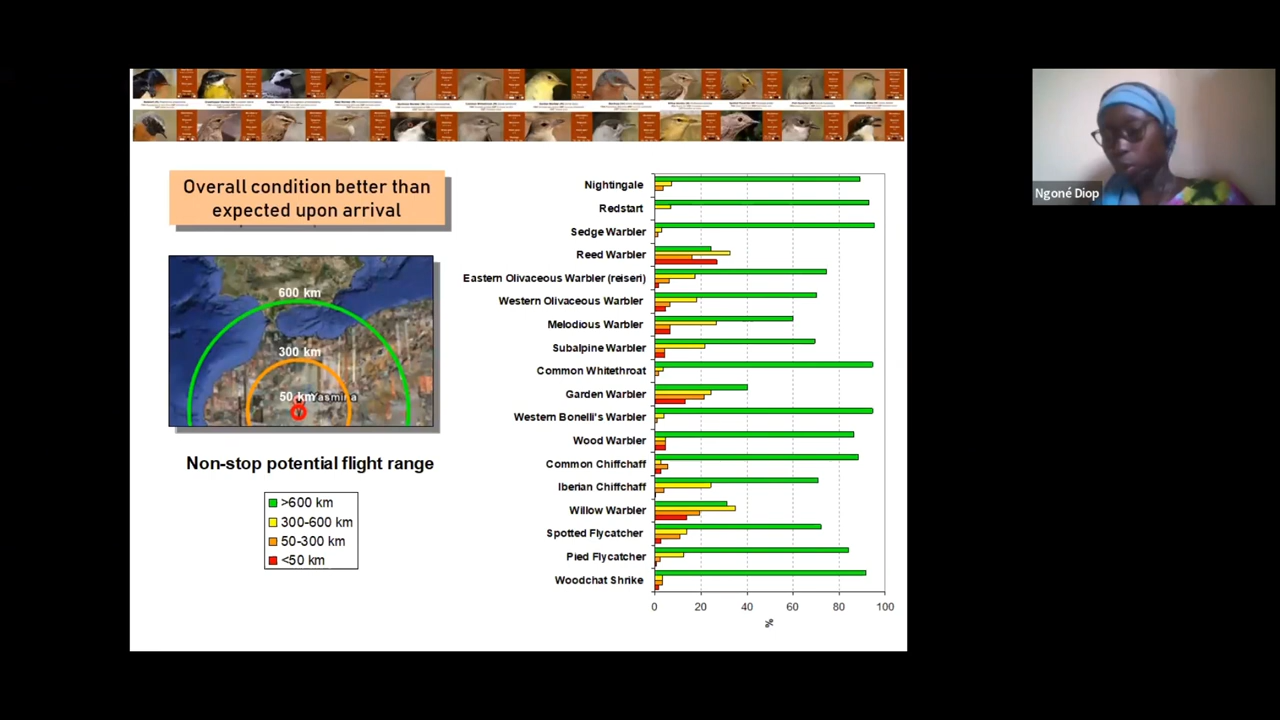 Overall condition better than
expected upon arrival
600 km
300 km
50 km
Yasmina
Non-stop potential flight range
>600 km
300-600 km
50-300 km
<50 km
Nightingale
Redstart
Sedge Warbler
Reed Warbler
Eastern Olivaceous Warbler (reiseri)
Western Olivaceous Warbler
Melodious Warbler
Subalpine Warbler
Common Whitethroat
Garden Warbler
Western Bonelli's Warbler
Wood Warbler
Common Chiffchaff
Iberian Chiffchaff
Willow Warbler
Spotted Flycatcher
Pied Flycatcher
Woodchat Shrike
0 20 40 60 80 100
%
Ngoné Diop